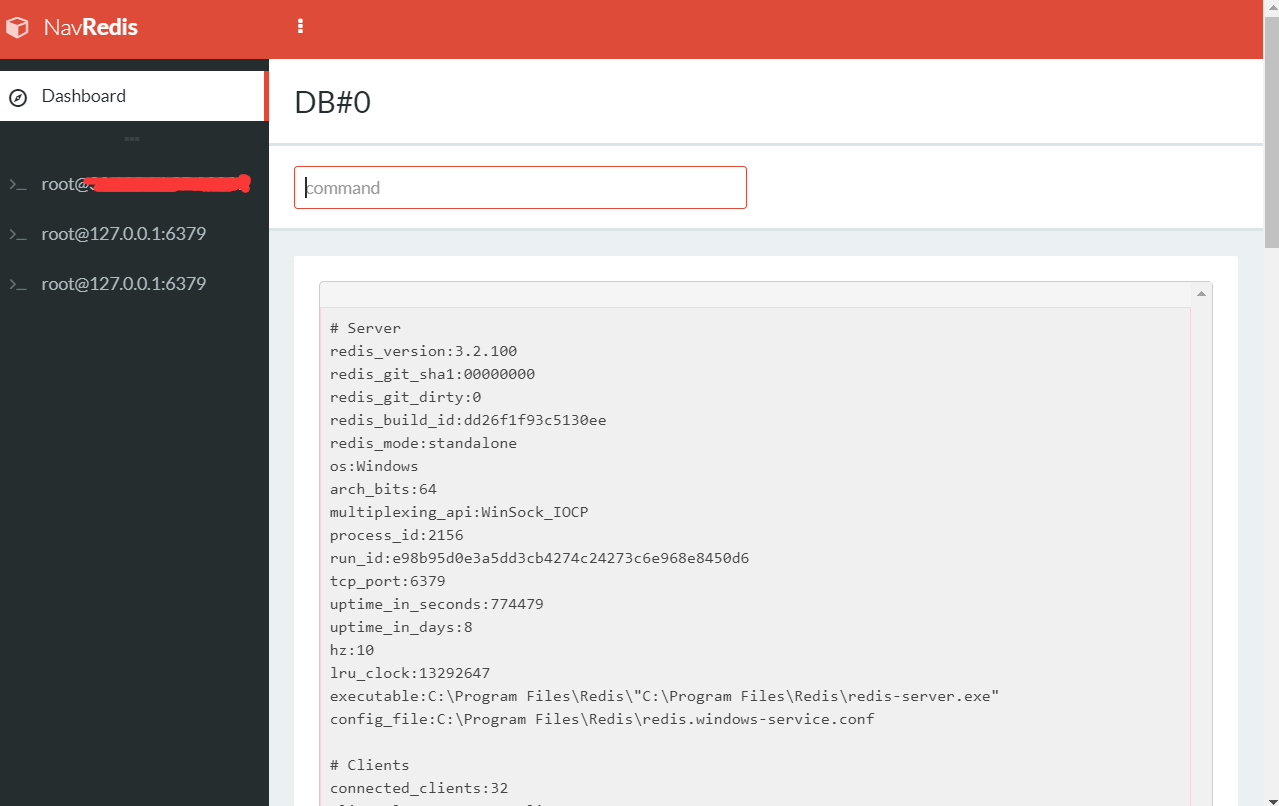 NavRedis
Dashboard
DB#0
root@
root@127.0.0.1:6379
root@127.0.0.1:6379
command
# Server
redis_version:3.2.100
redis_git_sha1:00000000
redis_git_dirty:0
redis_build_id:dd26f1f93c5130ee
redis_mode:standalone
os:Windows
arch_bits:64
multiplexing_api:WinSock_IOCP
process_id:2156
run_id:e98b95d0e3a5dd3cb4274c24273c6e968e8450d6
tcp_port:6379
uptime_in_seconds:774479
uptime_in_days:8
hz:10
lru_clock:13292647
executable:C:\Program Files\Redis\"C:\Program Files\Redis\redis-server.exe"
config_file:C:\Program Files\Redis\redis.windows-service.conf
# Clients
connected_clients:32